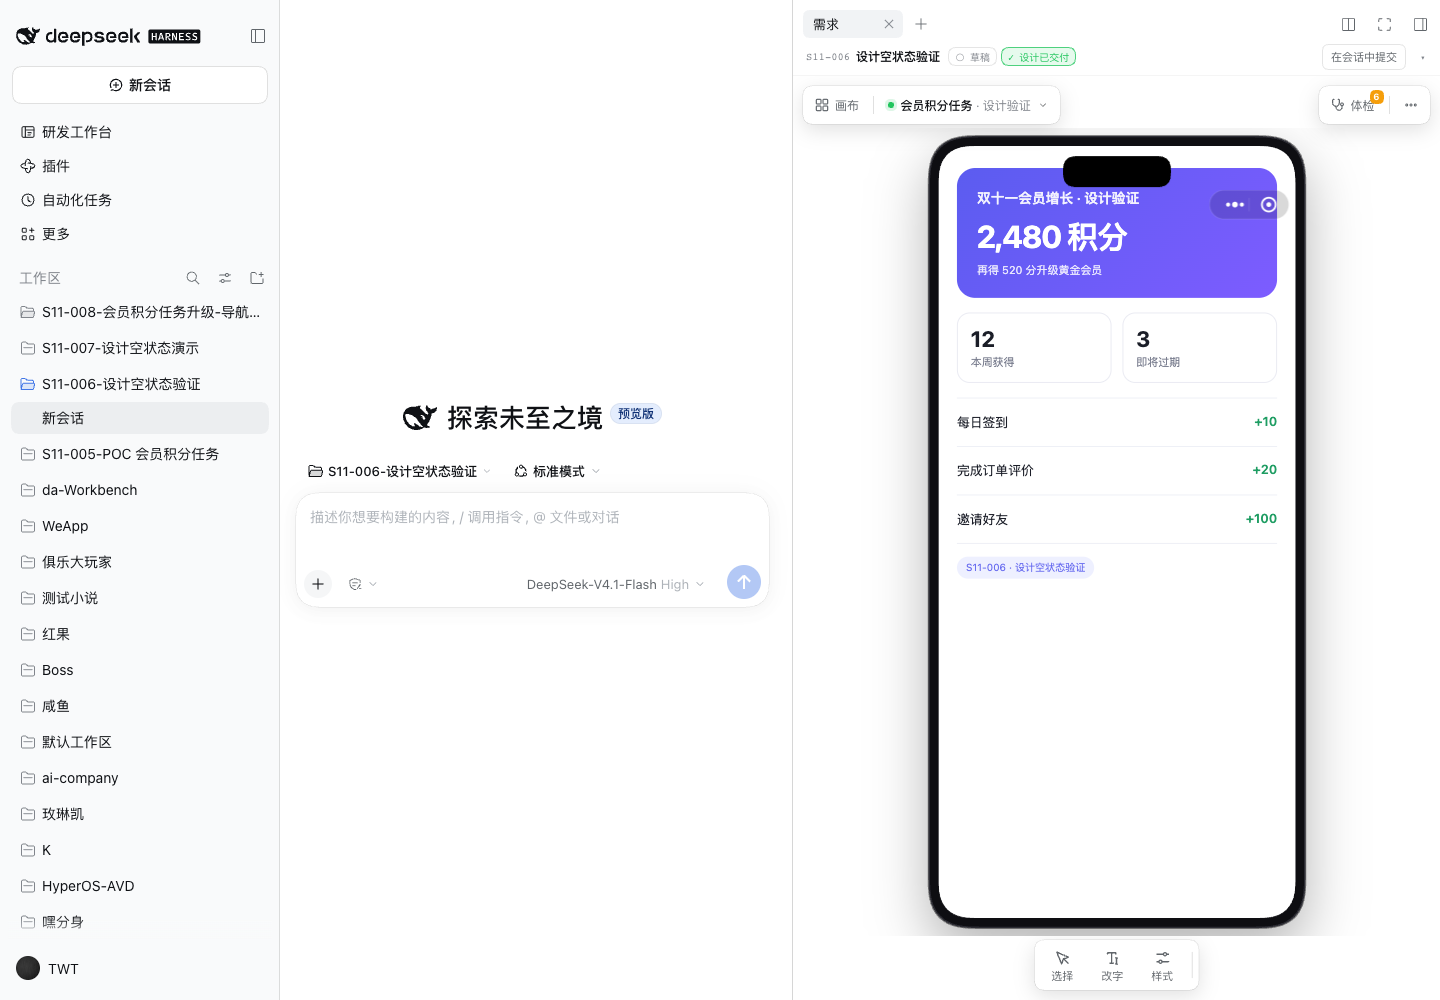 deepseek HARNESS
新会话
研发工作台
插件
自动化任务
更多
工作区
S11-008-会员积分任务升级-导航...
S11-007-设计空状态演示
S11-006-设计空状态验证
新会话
S11-005-POC 会员积分任务
da-Workbench
WeApp
俱乐大玩家
测试小说
红果
Boss
咸鱼
默认工作区
ai-company
玫琳凯
K
HyperOS-AVD
嘿分身
TWT
探索未至之境 预览版
S11-006-设计空状态验证 标准模式
描述你想要构建的内容, / 调用指令, @ 文件或对话
DeepSeek-V4.1-Flash High
需求
S11-006 设计空状态验证 草稿 ✓ 设计已交付 在会话中提交
画布 会员积分任务 · 设计验证 体检 6
双十一会员增长 · 设计验证
2,480 积分
再得 520 分升级黄金会员
12
本周获得
3
即将过期
每日签到 +10
完成订单评价 +20
邀请好友 +100
S11-006 · 设计空状态验证
选择 改字 样式